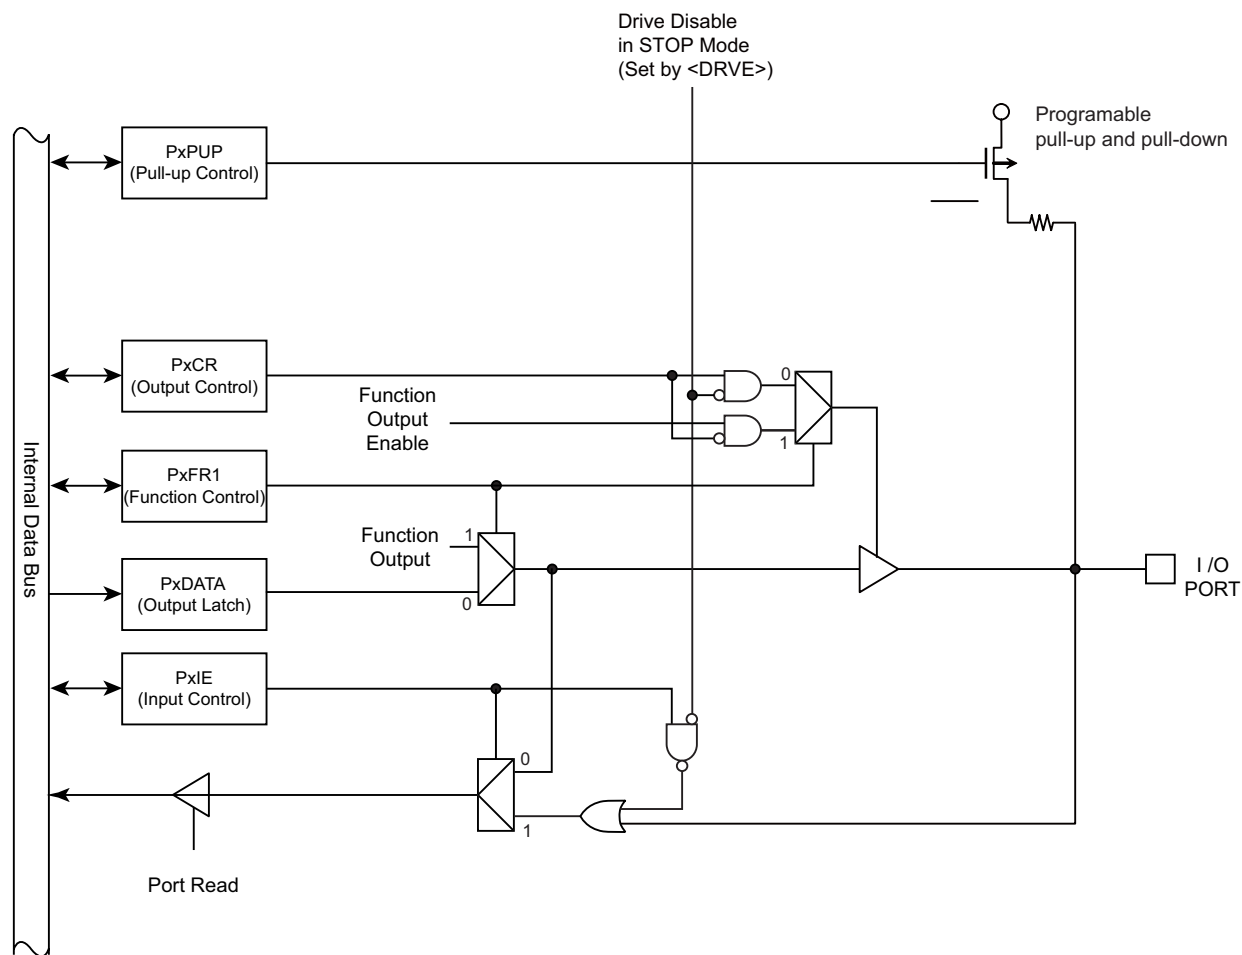 Drive Disable
in STOP Mode
(Set by <DRVE>)
Programable
pull-up and pull-down
PxPUP
(Pull-up Control)
PxCR
(Output Control)
0
Function
Output
Enable
1
PxFR1
(Function Control)
Internal Data Bus
Function
Output
1
PxDATA
(Output Latch)
0
I /O
PORT
PxIE
(Input Control)
0
1
Port Read